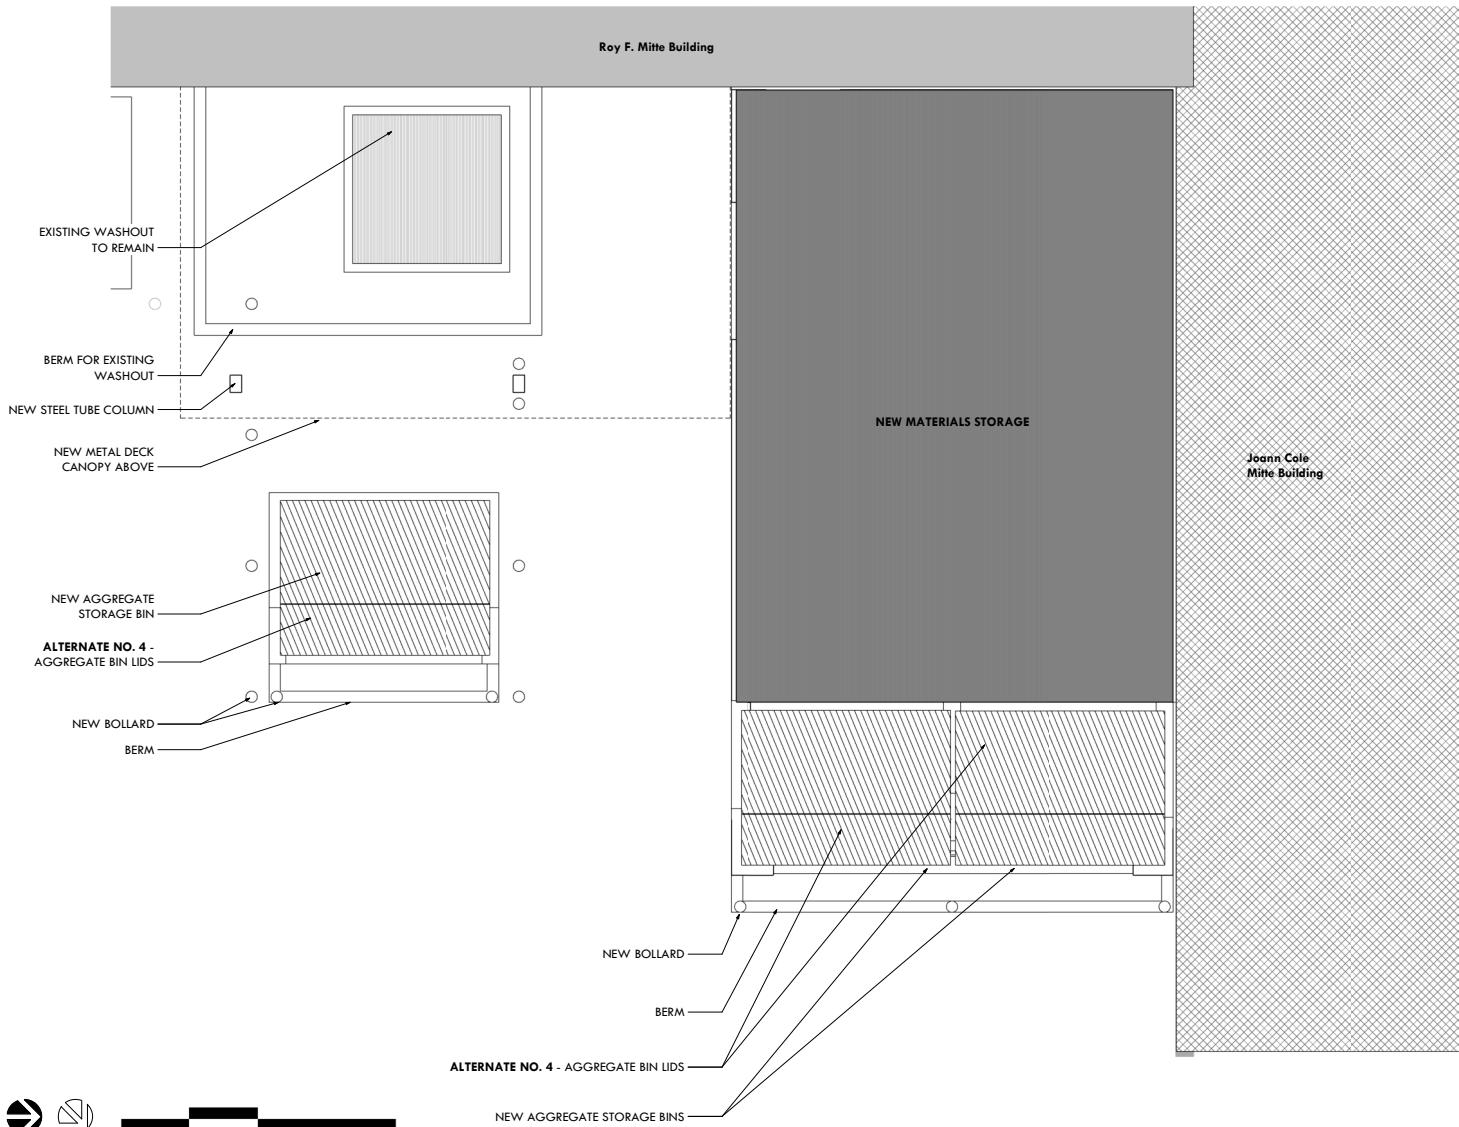 Roy F. Mitte Building
EXISTING WASHOUT
TO REMAIN
BERM FOR EXISTING
WASHOUT
NEW STEEL TUBE COLUMN
NEW METAL DECK
CANOPY ABOVE
NEW MATERIALS STORAGE
Joann Cole
Mitte Building
NEW AGGREGATE
STORAGE BIN
ALTERNATE NO. 4 -
AGGREGATE BIN LIDS
NEW BOLLARD
BERM
NEW BOLLARD
BERM
ALTERNATE NO. 4 - AGGREGATE BIN LIDS
NEW AGGREGATE STORAGE BINS